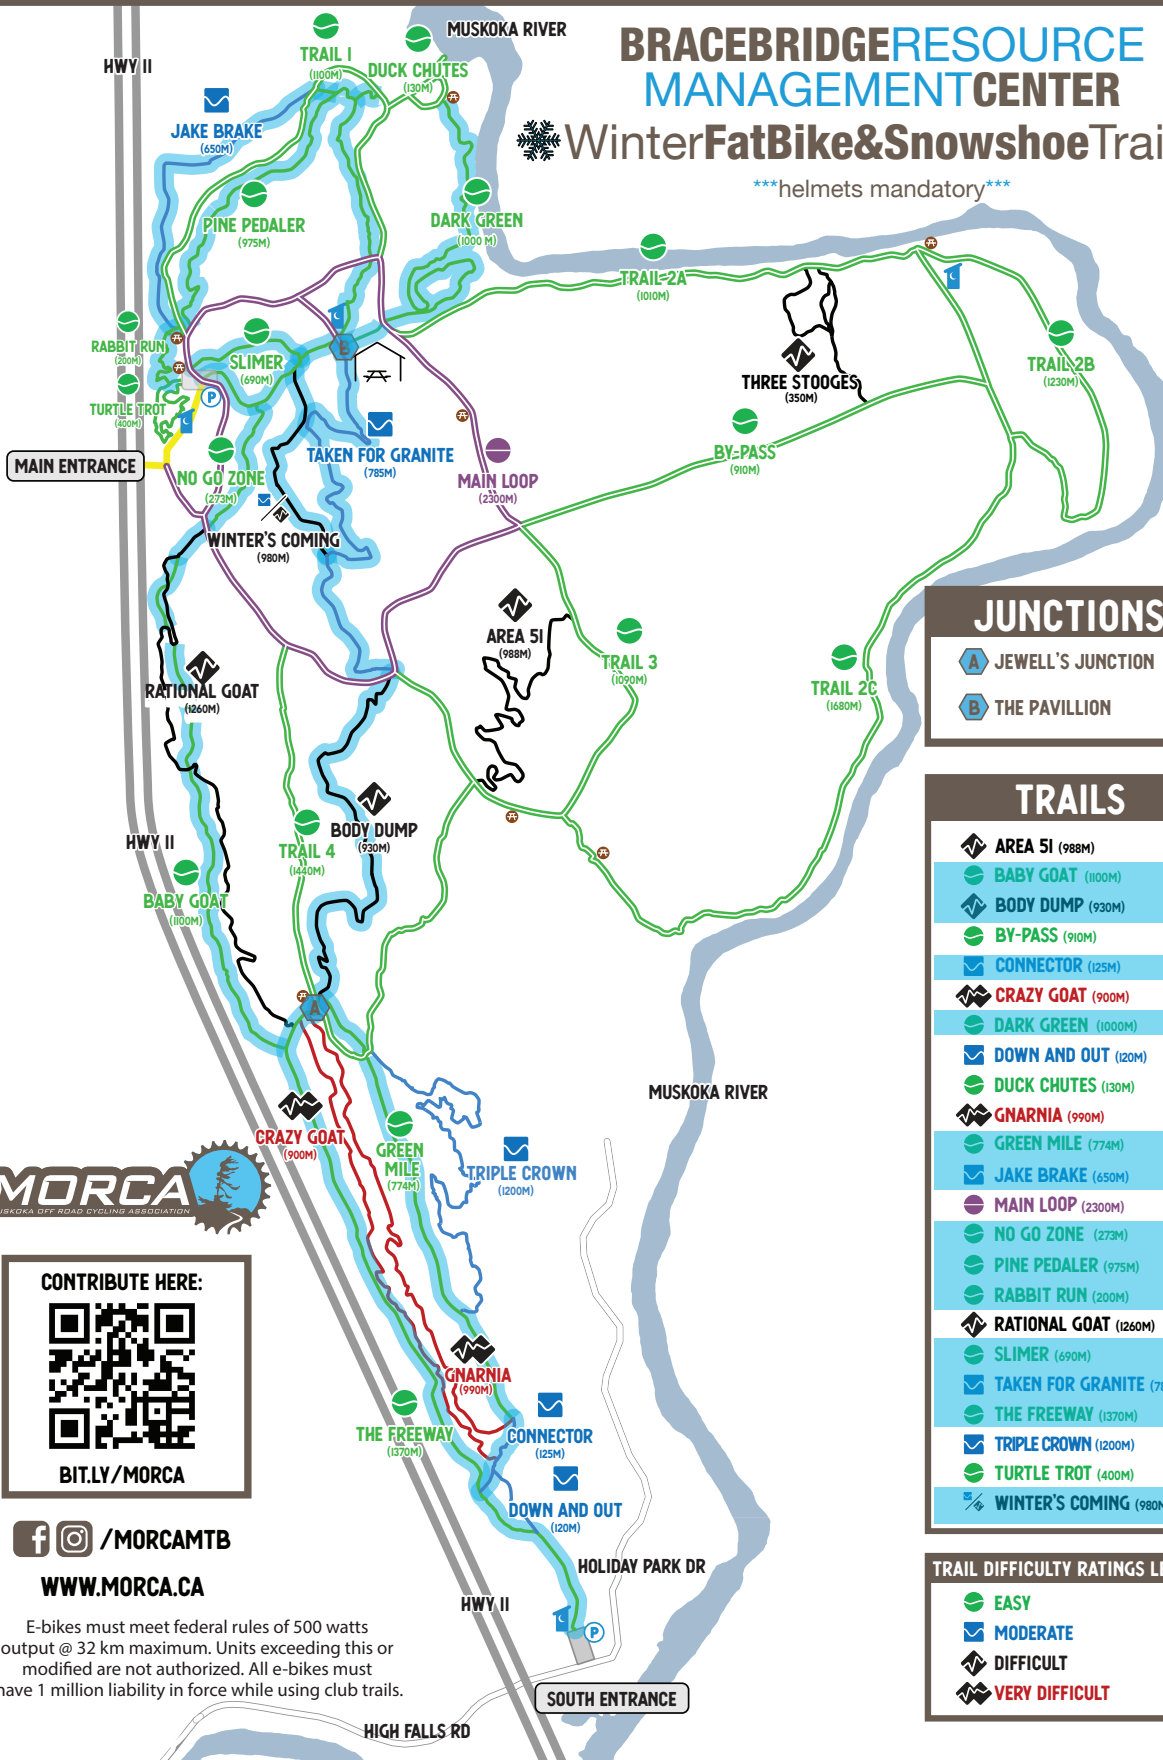 BRACEBRIDGERESOURCE
MANAGEMENTCENTER
WinterFatBike&SnowshoeTrai
***helmets mandatory***
MUSKOKA RIVER
HWY 11
TRAIL 1
(1100M)
DUCK CHUTES
(130M)
JAKE BRAKE
(650M)
PINE PEDALER
(975M)
DARK GREEN
(1000 M)
TRAIL 2A
(1010M)
RABBIT RUN
(200M)
SLIMER
(690M)
B
THREE STOOGES
(350M)
TRAIL 2B
(1230M)
TURTLE TROT
(400M)
P
MAIN ENTRANCE
NO GO ZONE
(273M)
TAKEN FOR GRANITE
(785M)
MAIN LOOP
(2300M)
BY-PASS
(910M)
WINTER'S COMING
(980M)
AREA 51
(988M)
TRAIL 3
(1090M)
TRAIL 2C
(1680M)
RATIONAL GOAT
(1260M)
HWY 11
BODY DUMP
(930M)
TRAIL 4
(1440M)
BABY GOAT
(1100M)
A
MUSKOKA RIVER
CRAZY GOAT
(900M)
GREEN
MILE
(774M)
TRIPLE CROWN
(1200M)
GNARNIA
(990M)
THE FREEWAY
(1370M)
CONNECTOR
(125M)
DOWN AND OUT
(120M)
HOLIDAY PARK DR
HWY 11
P
SOUTH ENTRANCE
HIGH FALLS RD
JUNCTIONS
A JEWELL'S JUNCTION
B THE PAVILLION
TRAILS
AREA 51 (988M)
BABY GOAT (1100M)
BODY DUMP (930M)
BY-PASS (910M)
CONNECTOR (125M)
CRAZY GOAT (900M)
DARK GREEN (1000M)
DOWN AND OUT (120M)
DUCK CHUTES (130M)
GNARNIA (990M)
GREEN MILE (774M)
JAKE BRAKE (650M)
MAIN LOOP (2300M)
NO GO ZONE (273M)
PINE PEDALER (975M)
RABBIT RUN (200M)
RATIONAL GOAT (1260M)
SLIMER (690M)
TAKEN FOR GRANITE (78
THE FREEWAY (1370M)
TRIPLE CROWN (1200M)
TURTLE TROT (400M)
WINTER'S COMING (980M
TRAIL DIFFICULTY RATINGS LE
EASY
MODERATE
DIFFICULT
VERY DIFFICULT
MORCA
USKOKA OFF ROAD CYCLING ASSOCIATION
CONTRIBUTE HERE:
BIT.LY/MORCA
/MORCAMTB
WWW.MORCA.CA
E-bikes must meet federal rules of 500 watts
output @ 32 km maximum. Units exceeding this or
modified are not authorized. All e-bikes must
have 1 million liability in force while using club trails.